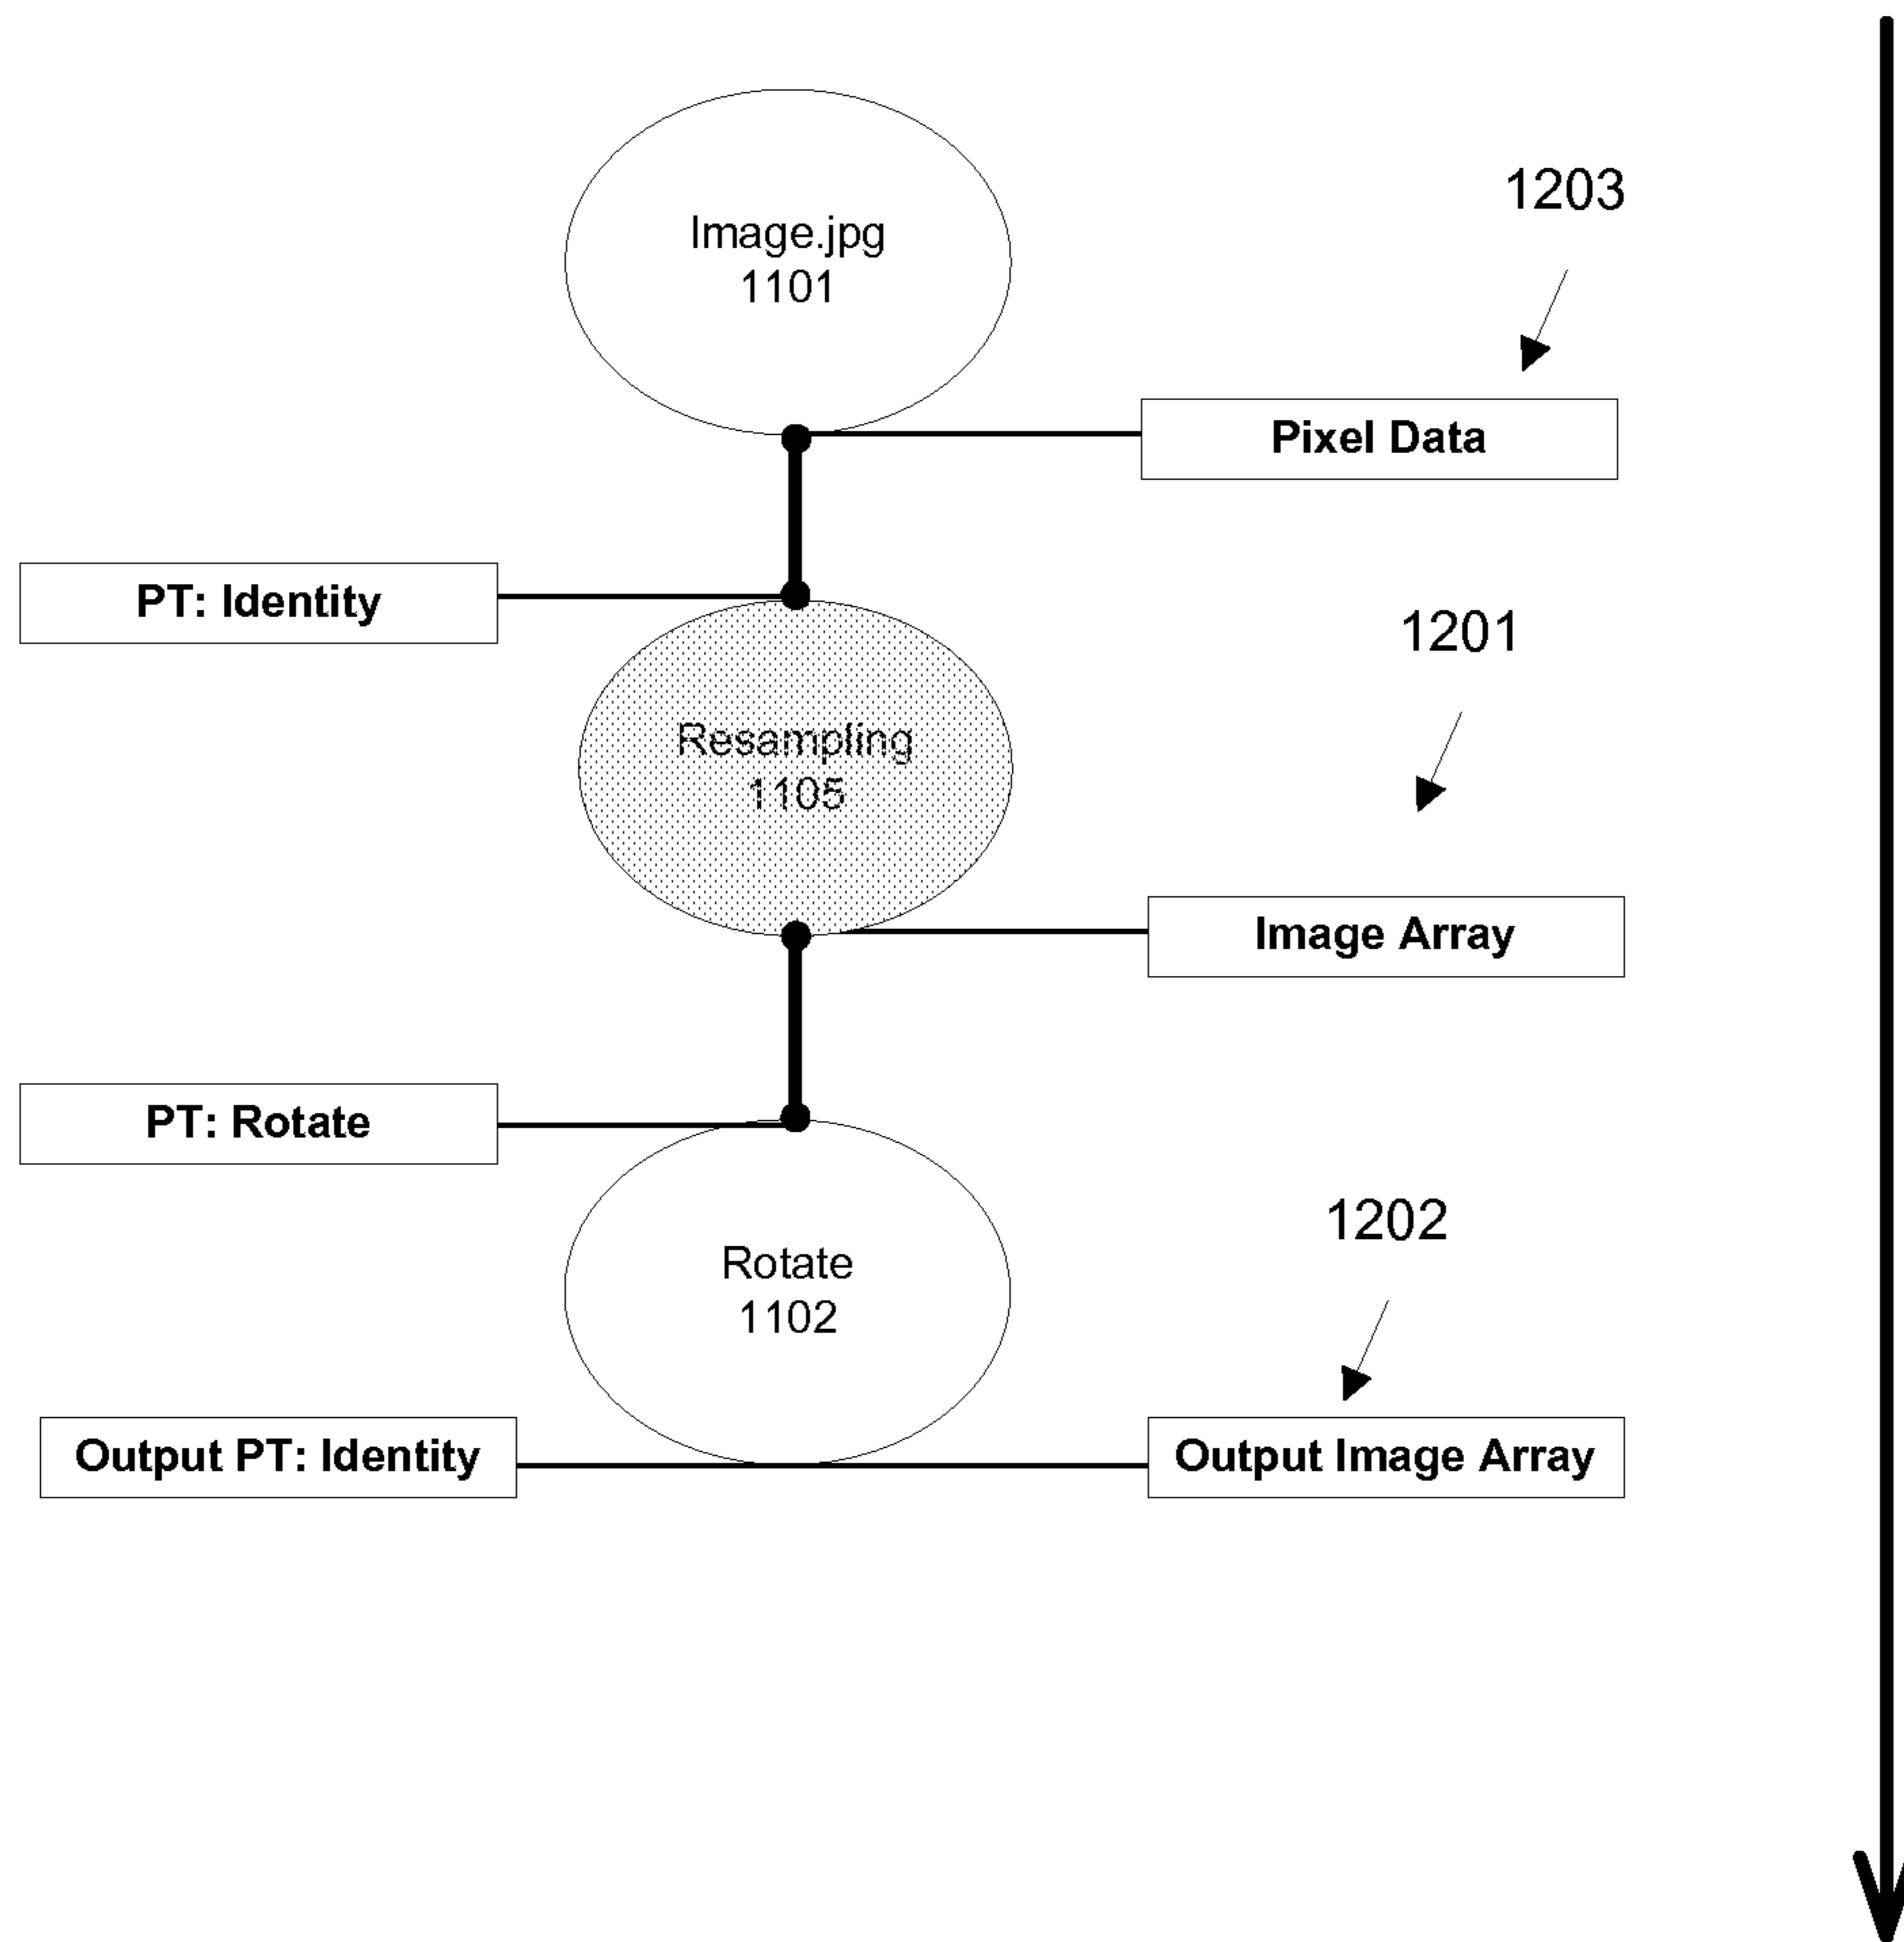 Image.jpg
1101
1203
Pixel Data
PT: Identity
1201
Resampling
1105
Image Array
PT: Rotate
1202
Rotate
1102
Output PT: Identity
Output Image Array